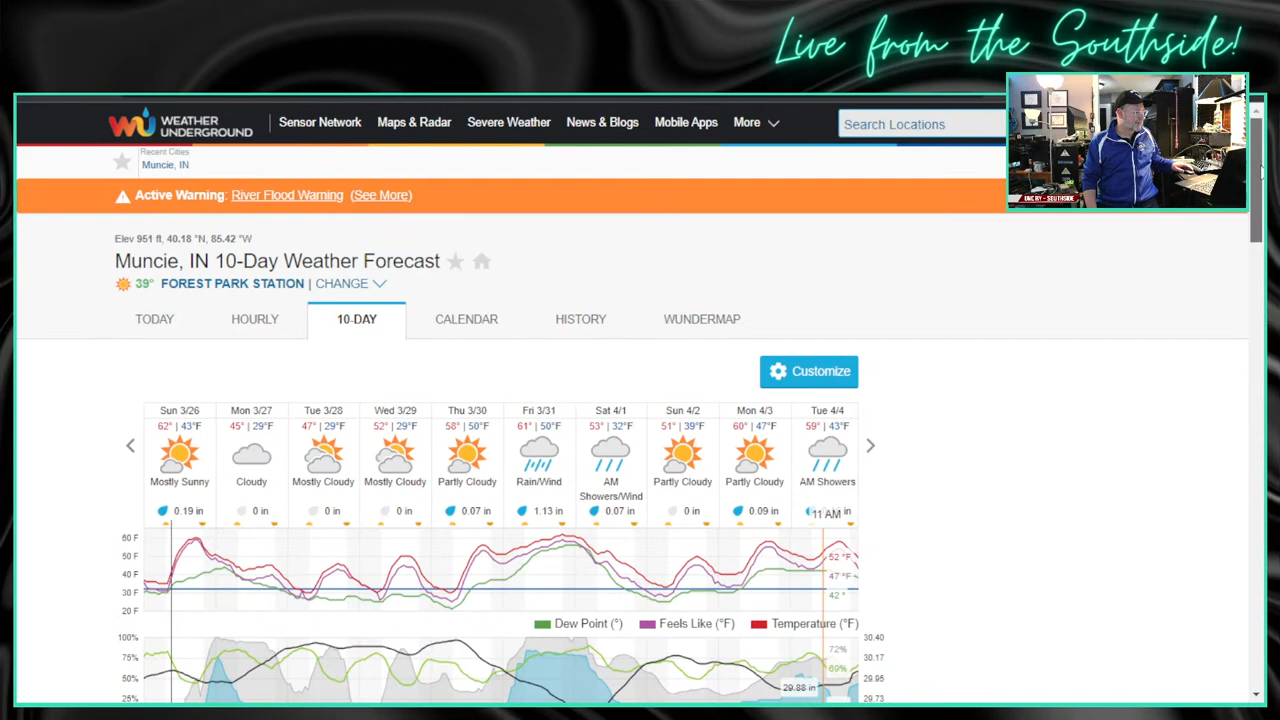 Live from the Southside!
WEATHER UNDERGROUND
Sensor Network Maps & Radar Severe Weather News & Blogs Mobile Apps More
Search Locations
Recent Cities
Muncie, IN
Active Warning: River Flood Warning (See More)
UNC RY - SOUTHSIDE
Elev 951 ft, 40.18 °N, 85.42 °W
Muncie, IN 10-Day Weather Forecast
39° FOREST PARK STATION | CHANGE
TODAY HOURLY 10-DAY CALENDAR HISTORY WUNDERMAP
Customize
Sun 3/26 Mon 3/27 Tue 3/28 Wed 3/29 Thu 3/30 Fri 3/31 Sat 4/1 Sun 4/2 Mon 4/3 Tue 4/4
62° | 43°F 45° | 29°F 47° | 29°F 52° | 29°F 58° | 50°F 61° | 50°F 53° | 32°F 51° | 39°F 60° | 47°F 59° | 43°F
Mostly Sunny Cloudy Mostly Cloudy Mostly Cloudy Partly Cloudy Rain/Wind AM Showers/Wind Partly Cloudy Partly Cloudy AM Showers
0.19 in 0 in 0 in 0 in 0.07 in 1.13 in 0.07 in 0 in 0.09 in 11 AM in
60 F
50 F
52 °F
40 F
47 °F
30 F
42 °
20 F
Dew Point (°) Feels Like (°F) Temperature (°F)
100% 30.40
72%
75% 30.17
69%
50% 29.95
29.88 in
25% 29.73